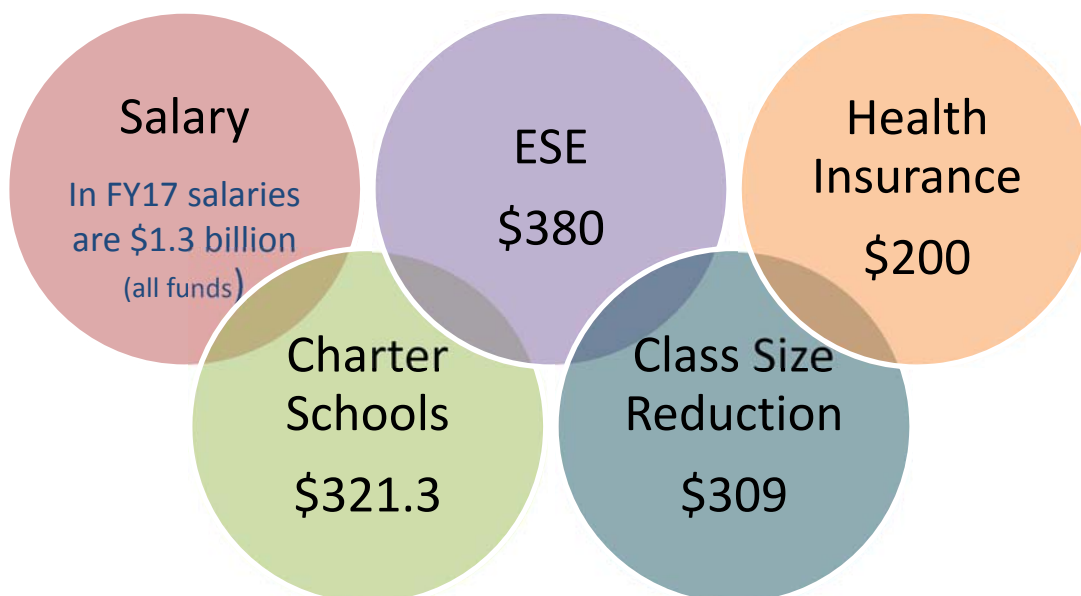 Salary
In FY17 salaries
are $1.3 billion
(all funds)
ESE
$380
Health
Insurance
$200
Charter
Schools
$321.3
Class Size
Reduction
$309